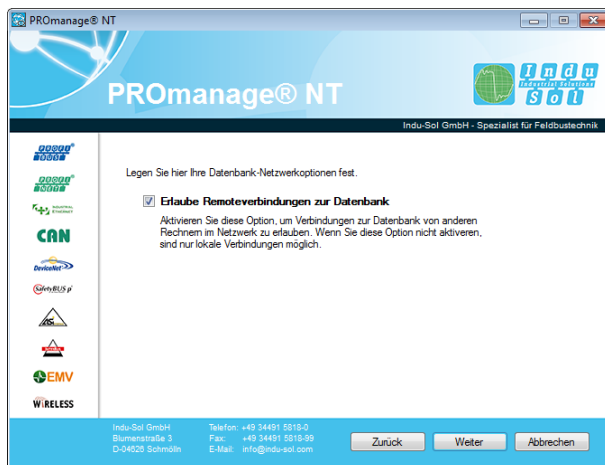 PROmanage® NT
PROmanage® NT
Indu
Industrial Solutions
Sol
Indu-Sol GmbH - Spezialist für Feldbustechnik
PROFI
BUS
PROFI
NET
INDUSTRIAL
ETHERNET
CAN
DeviceNet
SafetyBUS p
EMV
WIRELESS
Legen Sie hier Ihre Datenbank-Netzwerkoptionen fest.
Erlaube Remoteverbindungen zur Datenbank
Aktivieren Sie diese Option, um Verbindungen zur Datenbank von anderen
Rechnern im Netzwerk zu erlauben. Wenn Sie diese Option nicht aktivieren,
sind nur lokale Verbindungen möglich.
Indu-Sol GmbH
Blumenstraße 3
D-04626 Schmölln
Telefon: +49 34491 5818-0
Fax: +49 34491 5818-99
E-Mail: info@indu-sol.com
Zurück
Weiter
Abbrechen